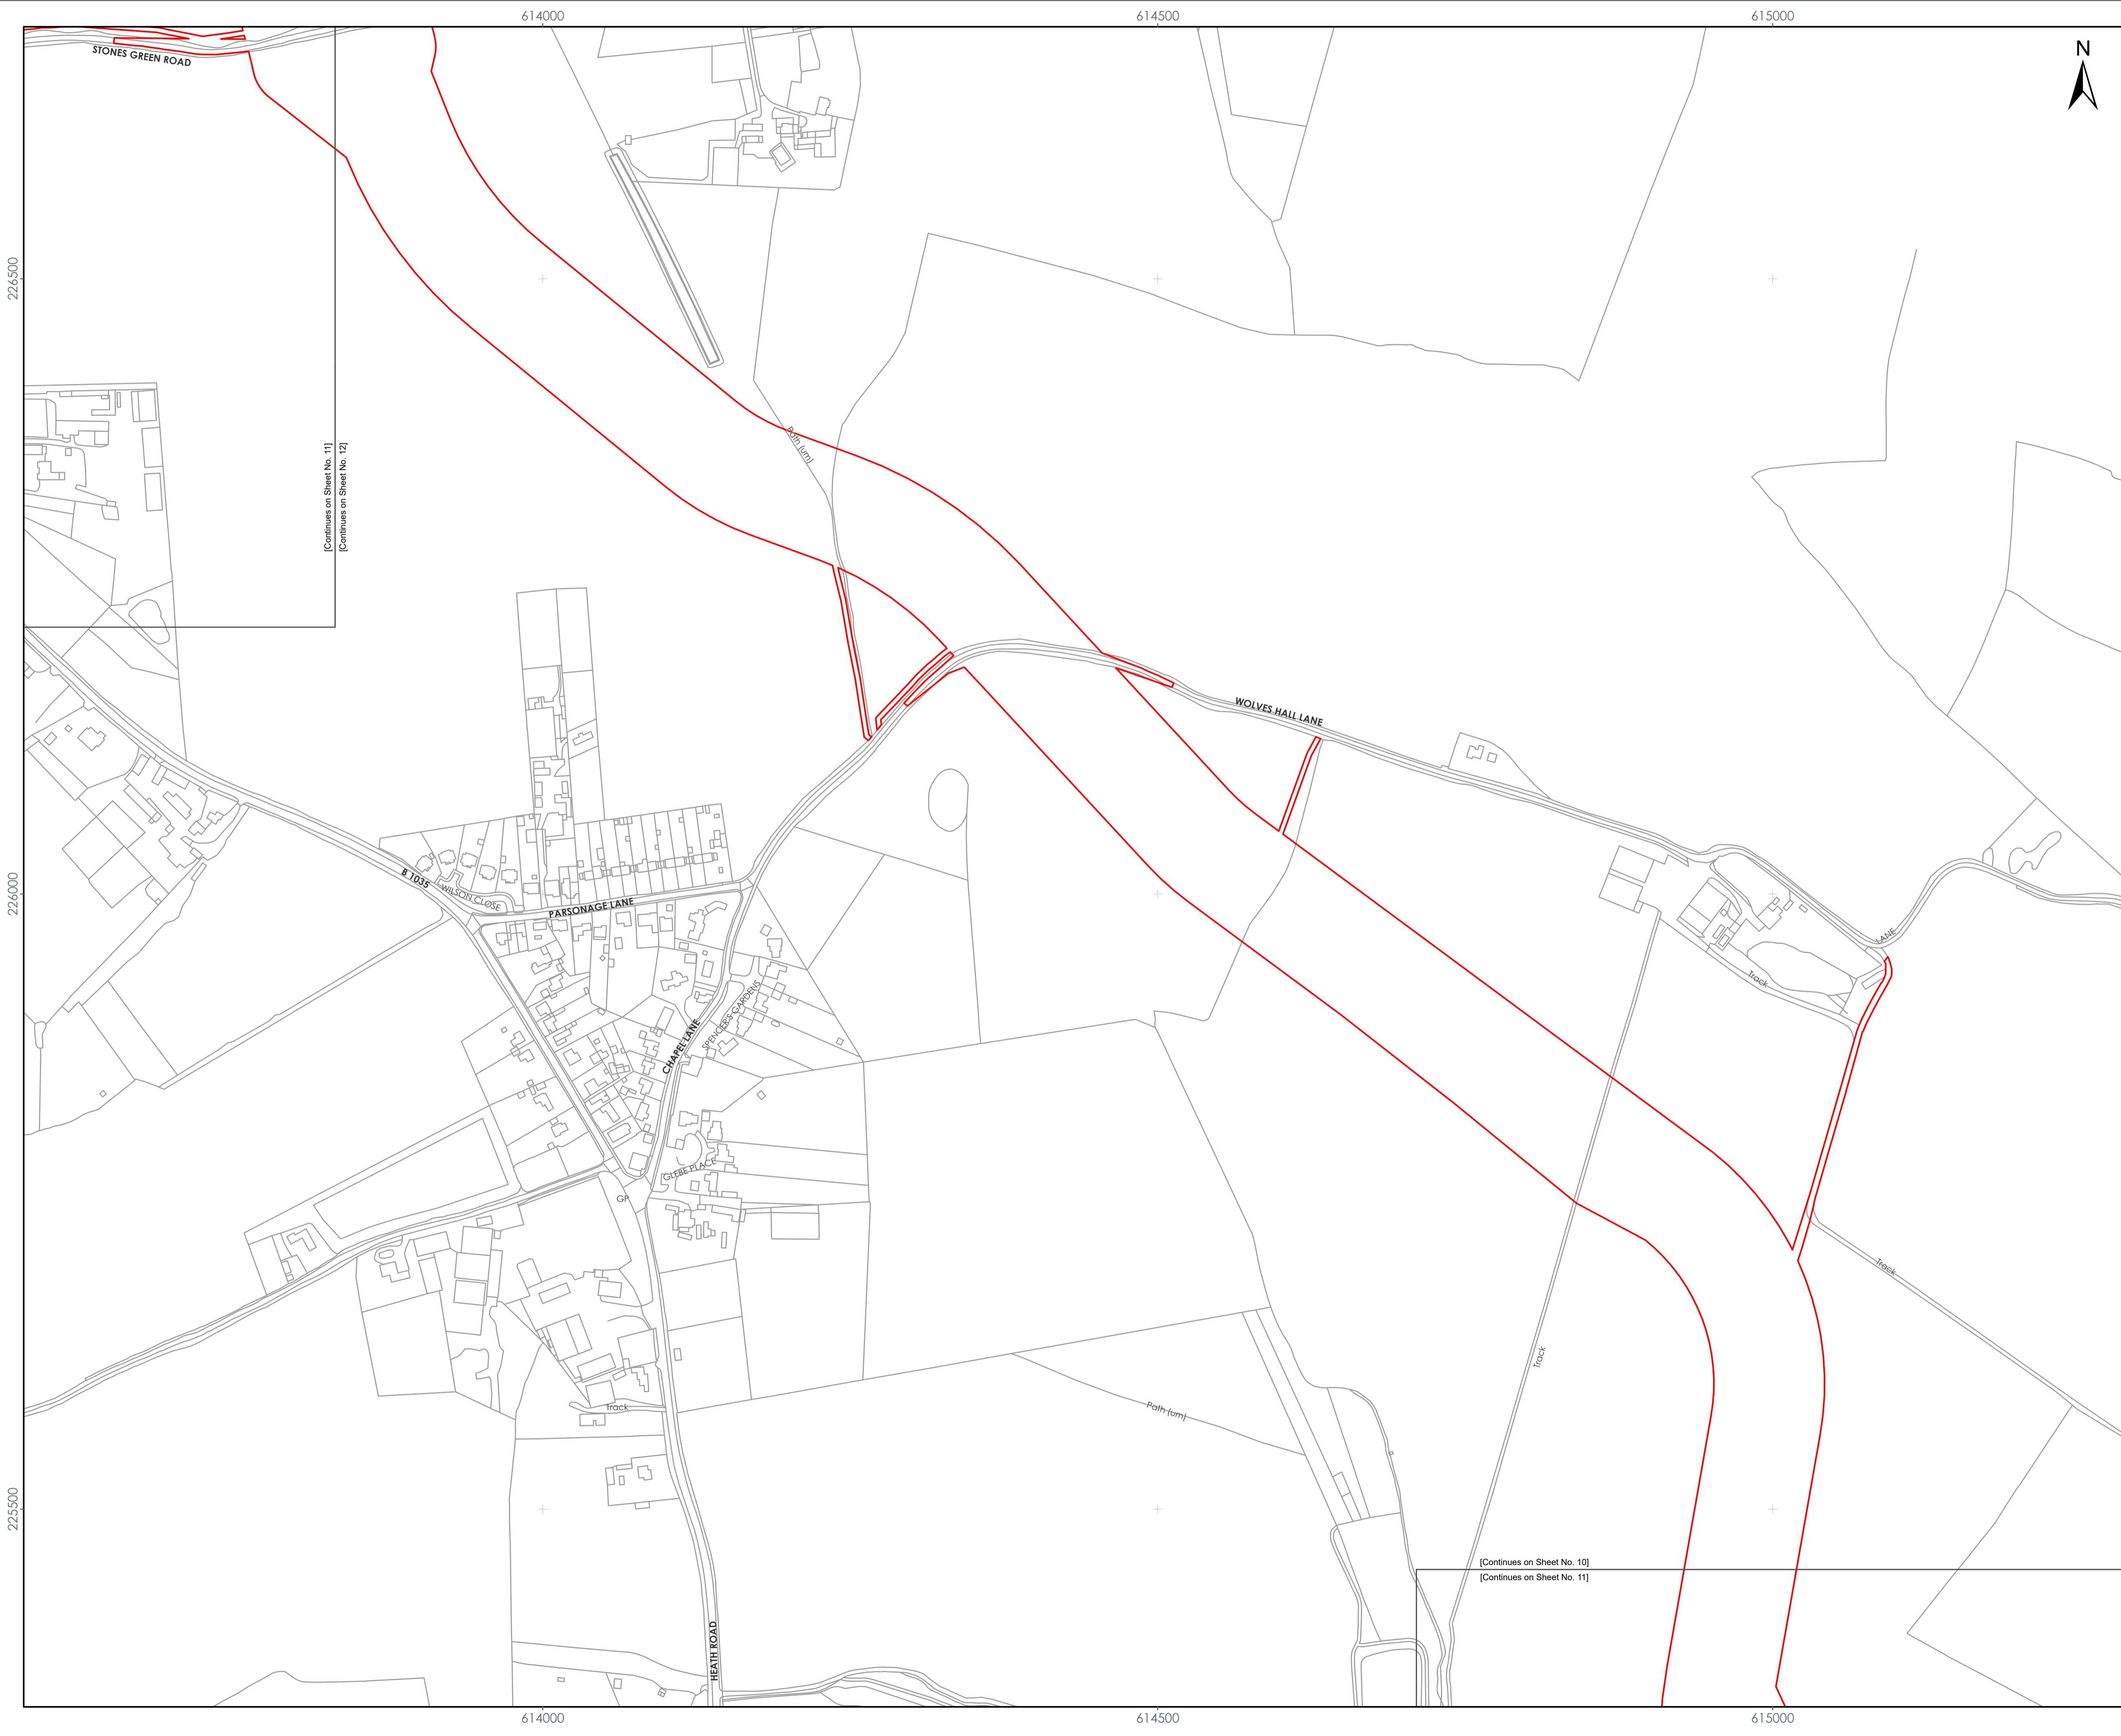 614000
614500
615000
N
STONES GREEN ROAD
226500
Path (um)
[Continues on Sheet No. 11]
[Continues on Sheet No. 12]
WOLVES HALL LANE
226000
B 1035
WILSON CLOSE
PARSONAGE LANE
LANE
Track
SPENCER'S GARDENS
CHAPEL LANE
GLEBE PLACE
GP
Track
Track
Track
Path (um)
225500
[Continues on Sheet No. 10]
[Continues on Sheet No. 11]
HEATH ROAD
614000
614500
615000